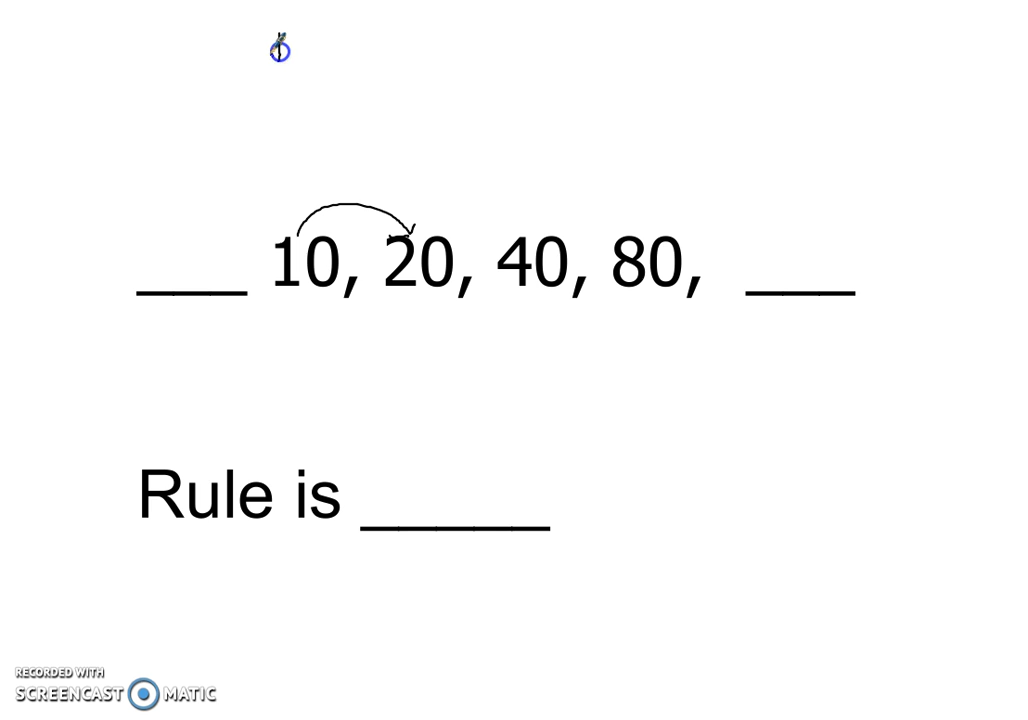 ___ 10, 20, 40, 80, ___
Rule is _____
RECORDED WITH
SCREENCAST MATIC